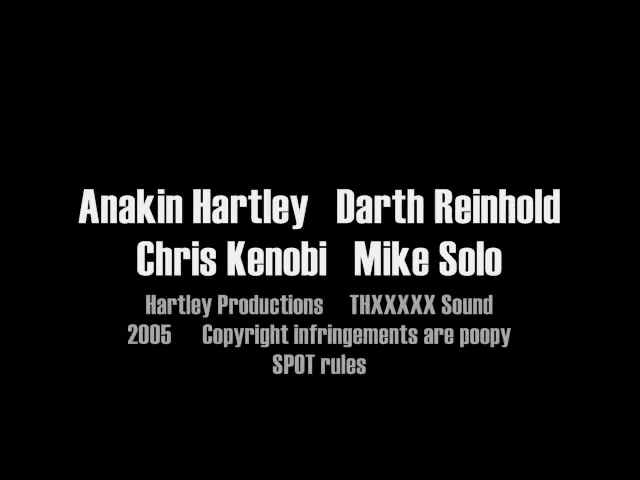 Anakin Hartley Darth Reinhold
Chris Kenobi Mike Solo
Hartley Productions THXXXXX Sound
2005 Copyright infringements are poopy
SPOT rules